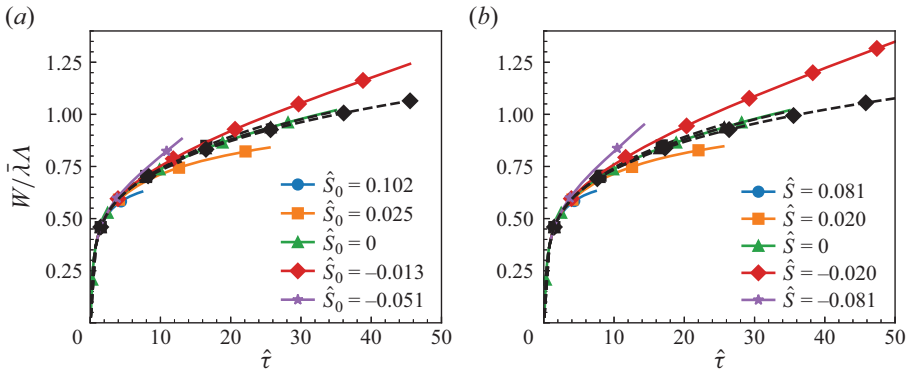 (a)
(b)
W/λ̄Λ
1.25
1.00
0.75
0.50
0.25
0
10
20
30
40
50
τ̂
Ŝ₀ = 0.102
Ŝ₀ = 0.025
Ŝ₀ = 0
Ŝ₀ = –0.013
Ŝ₀ = –0.051
1.25
1.00
0.75
0.50
0.25
0
10
20
30
40
50
τ̂
Ŝ = 0.081
Ŝ = 0.020
Ŝ = 0
Ŝ = –0.020
Ŝ = –0.081